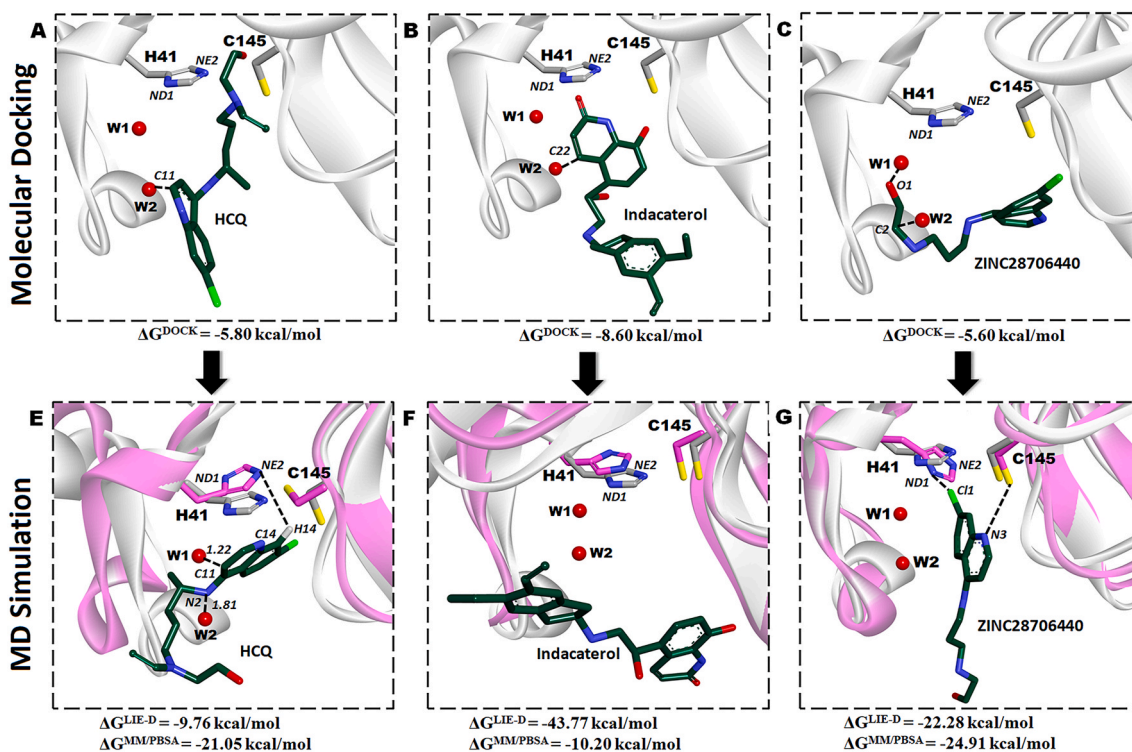 Molecular Docking
A
H41
NE2
ND1
C145
W1
C11
W2
HCQ
ΔG^DOCK = -5.80 kcal/mol
B
H41
NE2
ND1
C145
W1
W2
C22
Indacaterol
ΔG^DOCK = -8.60 kcal/mol
C
H41
NE2
ND1
C145
W1
O1
W2
C2
ZINC28706440
ΔG^DOCK = -5.60 kcal/mol
MD Simulation
E
NE2
ND1
C145
H41
C14
H14
W1
1.22
C11
N2
1.81
W2
HCQ
ΔG^LIE-D = -9.76 kcal/mol
ΔG^MM/PBSA = -21.05 kcal/mol
F
C145
NE2
H41
ND1
W1
W2
Indacaterol
ΔG^LIE-D = -43.77 kcal/mol
ΔG^MM/PBSA = -10.20 kcal/mol
G
C145
H41
NE2
ND1
Cl1
W1
N3
W2
ZINC28706440
ΔG^LIE-D = -22.28 kcal/mol
ΔG^MM/PBSA = -24.91 kcal/mol